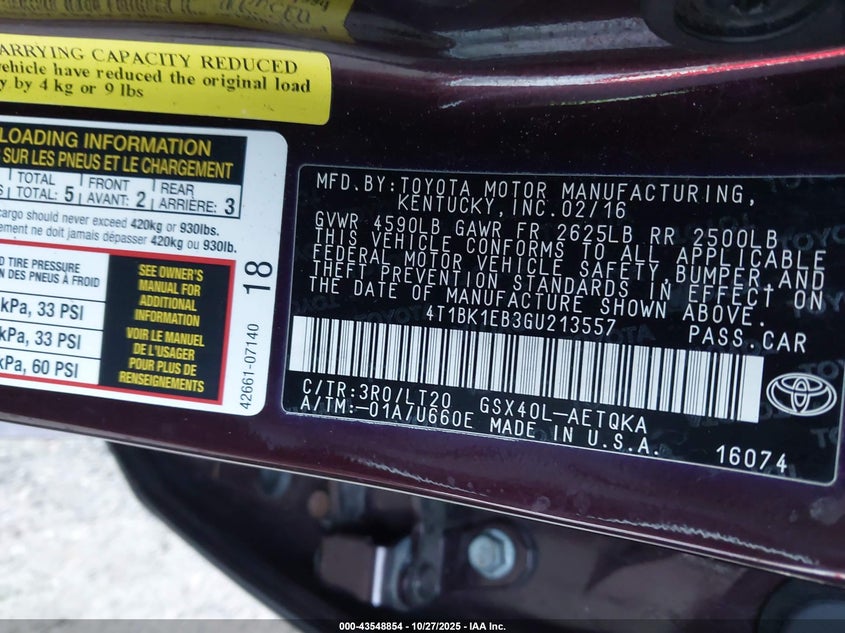 ARRYING CAPACITY REDUCED
vehicle have reduced the original load
y by 4 kg or 9 lbs
LOADING INFORMATION
SUR LES PNEUS ET LE CHARGEMENT
TOTAL FRONT REAR
TOTAL: 5 AVANT: 2 ARRIÈRE: 3
cargo should never exceed 420kg or 930lbs.
ement ne doit jamais dépasser 420kg ou 930lb.
TIRE PRESSURE
ON DES PNEUS À FROID
kPa, 33 PSI
kPa, 33 PSI
kPa, 60 PSI
SEE OWNER'S
MANUAL FOR
ADDITIONAL
INFORMATION
VOIR LE MANUEL
DE L'USAGER
POUR PLUS DE
RENSEIGNEMENTS
42661-07140 18
MFD.BY:TOYOTA MOTOR MANUFACTURING,
KENTUCKY, INC.02/16
GVWR 4590LB GAWR FR 2625LB RR 2500LB
THIS VEHICLE CONFORMS TO ALL APPLICABLE
FEDERAL MOTOR VEHICLE SAFETY,BUMPER,AND
THEFT PREVENTION STANDARDS IN EFFECT ON
THE DATE OF MANUFACTURE SHOWN ABOVE.
4T1BK1EB3GU213557 PASS.CAR
C/TR:3R0/LT20 GSX40L-AETQKA
A/TM:-01A/U660E MADE IN U.S.A.
16074
000-43548854 • 10/27/2025 • IAA Inc.